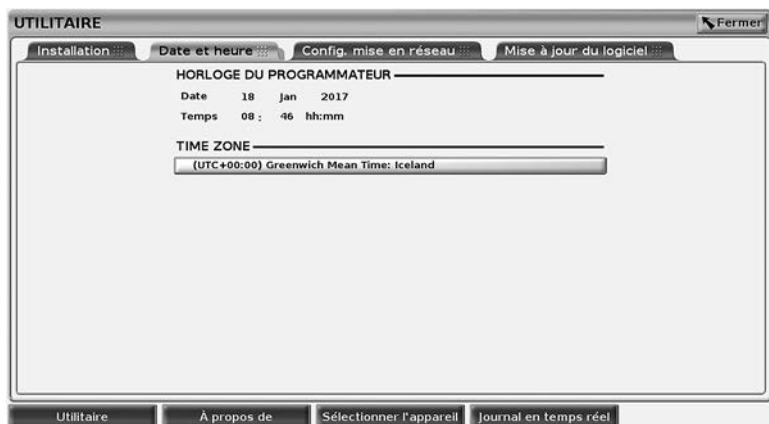 UTILITAIRE
Fermer
Installation
Date et heure
Config. mise en réseau
Mise à jour du logiciel
HORLOGE DU PROGRAMMATEUR
Date 18 Jan 2017
Temps 08 : 46 hh:mm
TIME ZONE
(UTC+00:00) Greenwich Mean Time: Iceland
Utilitaire
À propos de
Sélectionner l'appareil
Journal en temps réel